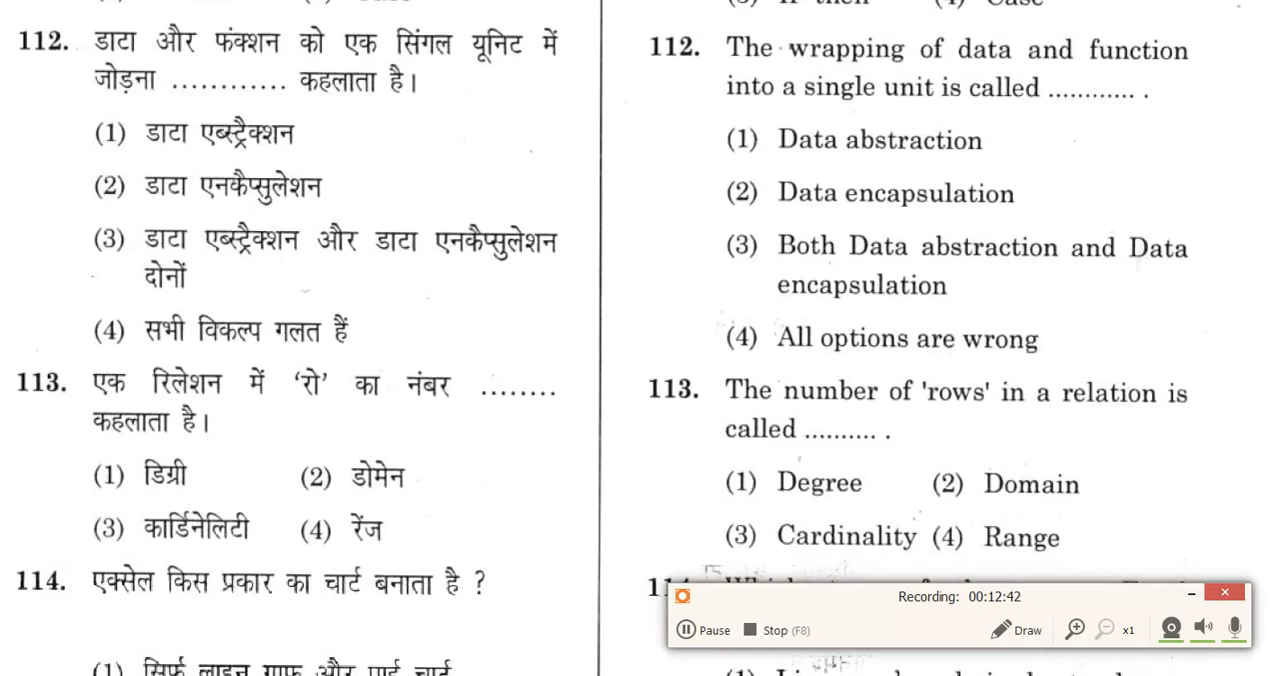 112. डाटा और फंक्शन को एक सिंगल यूनिट में
जोड़ना ............ कहलाता है।
(1) डाटा एब्स्ट्रैक्शन
(2) डाटा एनकैप्सुलेशन
(3) डाटा एब्स्ट्रैक्शन और डाटा एनकैप्सुलेशन
दोनों
(4) सभी विकल्प गलत हैं
113. एक रिलेशन में ‘रो’ का नंबर ........
कहलाता है।
(1) डिग्री (2) डोमेन
(3) कार्डिनेलिटी (4) रेंज
114. एक्सेल किस प्रकार का चार्ट बनाता है ?
(1) सिर्फ लाइन ग्राफ और पाई चार्ट
112. The wrapping of data and function
into a single unit is called ............ .
(1) Data abstraction
(2) Data encapsulation
(3) Both Data abstraction and Data
encapsulation
(4) All options are wrong
113. The number of 'rows' in a relation is
called .......... .
(1) Degree (2) Domain
(3) Cardinality (4) Range
Recording: 00:12:42
Pause Stop (F8) Draw x1